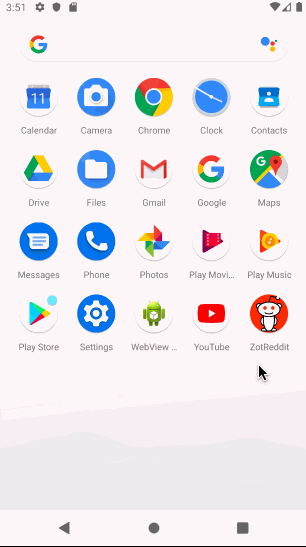 3:51
Calendar Camera Chrome Clock Contacts
Drive Files Gmail Google Maps
Messages Phone Photos Play Movi... Play Music
Play Store Settings WebView ... YouTube ZotReddit